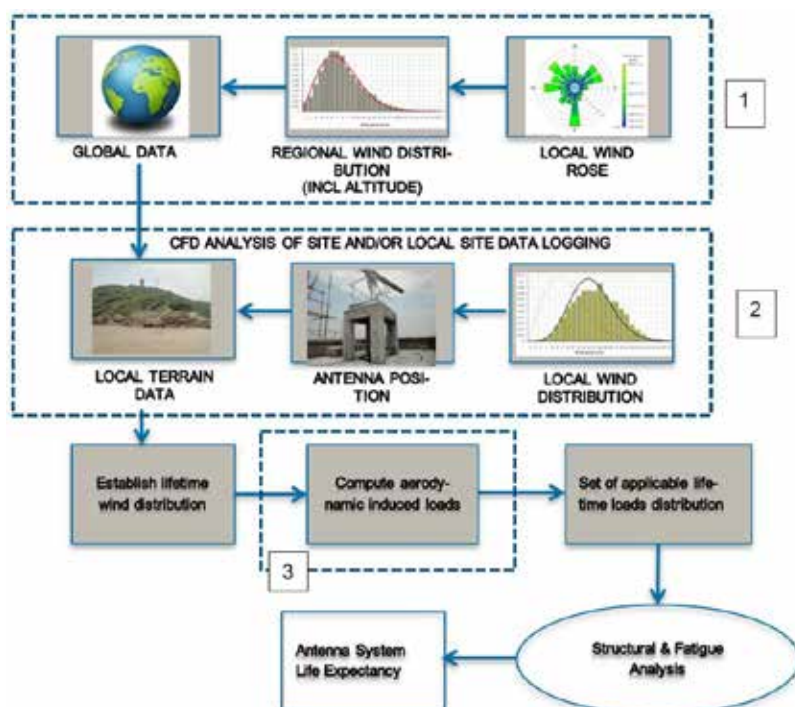 1
GLOBAL DATA
REGIONAL WIND DISTRI-
BUTION
(INCL ALTITUDE)
LOCAL WIND
ROSE
CFD ANALYSIS OF SITE AND/OR LOCAL SITE DATA LOGGING
2
LOCAL TERRAIN
DATA
ANTENNA POSI-
TION
LOCAL WIND
DISTRIBUTION
Establish lifetime
wind distribution
Compute aerody-
namic induced loads
Set of applicable life-
time loads distribution
3
Antenna System
Life Expectancy
Structural & Fatigue
Analysis